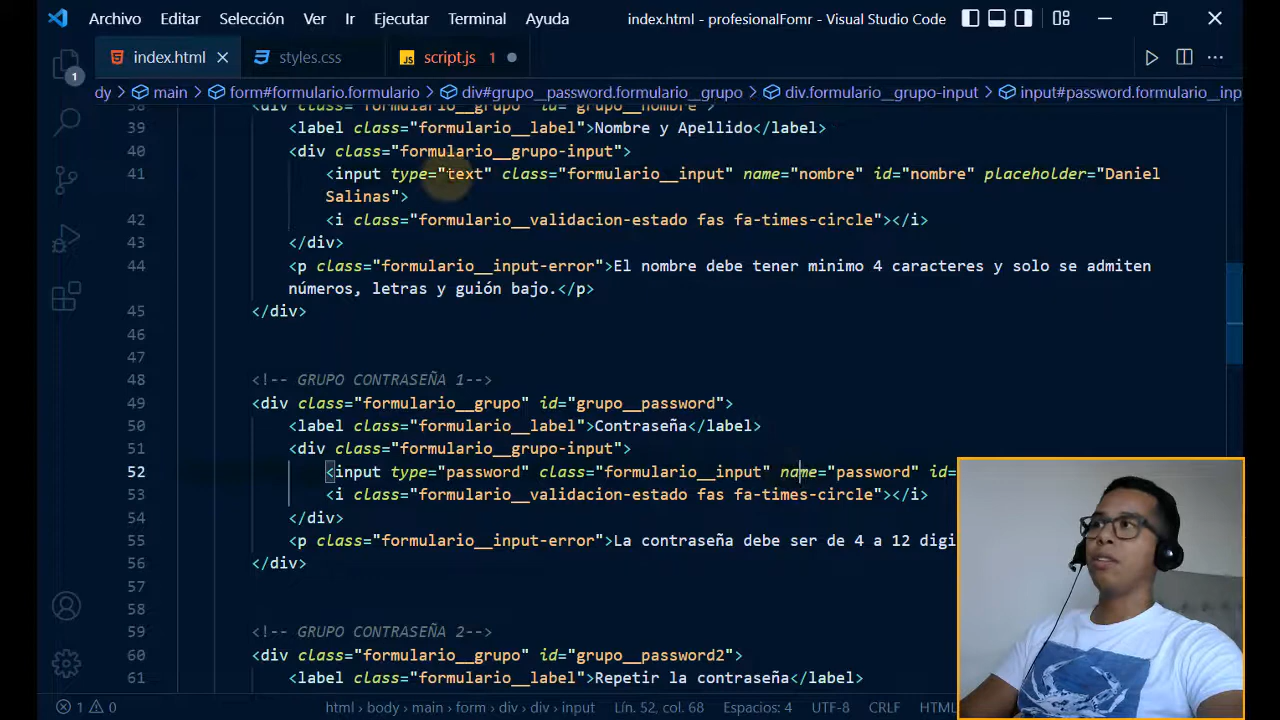 Archivo Editar Selección Ver Ir Ejecutar Terminal Ayuda index.html - profesionalFomr - Visual Studio Code
index.html styles.css script.js 1
1
dy > main > form#formulario.formulario > div#grupo__password.formulario__grupo > div.formulario__grupo-input > input#password.formulario__inp
38 <div class="formulario__grupo" id="grupo__nombre">
39 <label class="formulario__label">Nombre y Apellido</label>
40 <div class="formulario__grupo-input">
41 <input type="text" class="formulario__input" name="nombre" id="nombre" placeholder="Daniel
Salinas">
42 <i class="formulario__validacion-estado fas fa-times-circle"></i>
43 </div>
44 <p class="formulario__input-error">El nombre debe tener minimo 4 caracteres y solo se admiten
números, letras y guión bajo.</p>
45 </div>
46
47
48 <!-- GRUPO CONTRASEÑA 1-->
49 <div class="formulario__grupo" id="grupo__password">
50 <label class="formulario__label">Contraseña</label>
51 <div class="formulario__grupo-input">
52 <input type="password" class="formulario__input" name="password" id=
53 <i class="formulario__validacion-estado fas fa-times-circle"></i>
54 </div>
55 <p class="formulario__input-error">La contraseña debe ser de 4 a 12 digi
56 </div>
57
58
59 <!-- GRUPO CONTRASEÑA 2-->
60 <div class="formulario__grupo" id="grupo__password2">
61 <label class="formulario__label">Repetir la contraseña</label>
1 0 html > body > main > form > div > div > input Lín. 52, col. 68 Espacios: 4 UTF-8 CRLF HTML